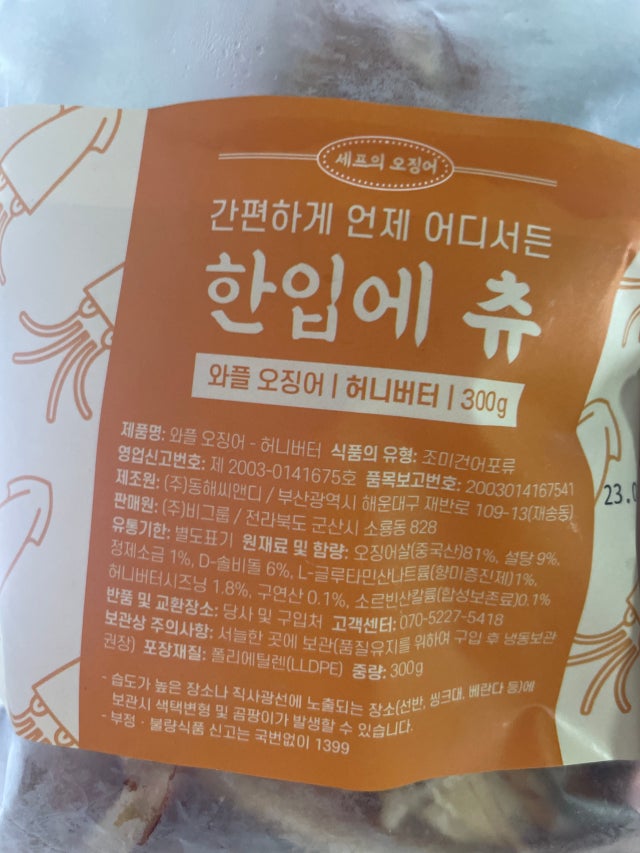 셰프의 오징어
간편하게 언제 어디서든
한입에 츄
와플 오징어 | 허니버터 | 300g
제품명: 와플 오징어 - 허니버터 식품의 유형: 조미건어포류
영업신고번호: 제 2003-0141675호 품목보고번호: 2003014167541
제조원: (주)동해씨앤디 / 부산광역시 해운대구 재반로 109-13(재송동)
판매원: (주)비그룹 / 전라북도 군산시 소룡동 828
유통기한: 별도표기 원재료 및 함량: 오징어살(중국산)81%, 설탕 9%,
정제소금 1%, D-솔비톨 6%, L-글루타민산나트륨(향미증진제)1%,
허니버터시즈닝 1.8%, 구연산 0.1%, 소르빈산칼륨(합성보존료)0.1%
반품 및 교환장소: 당사 및 구입처 고객센터: 070-5227-5418
보관상 주의사항: 서늘한 곳에 보관(품질유지를 위하여 구입 후 냉동보관
권장) 포장재질: 폴리에틸렌(LLDPE) 중량: 300g
- 습도가 높은 장소나 직사광선에 노출되는 장소(선반, 씽크대, 베란다 등)에
보관시 색택변형 및 곰팡이가 발생할 수 있습니다.
- 부정 · 불량식품 신고는 국번없이 1399
23.